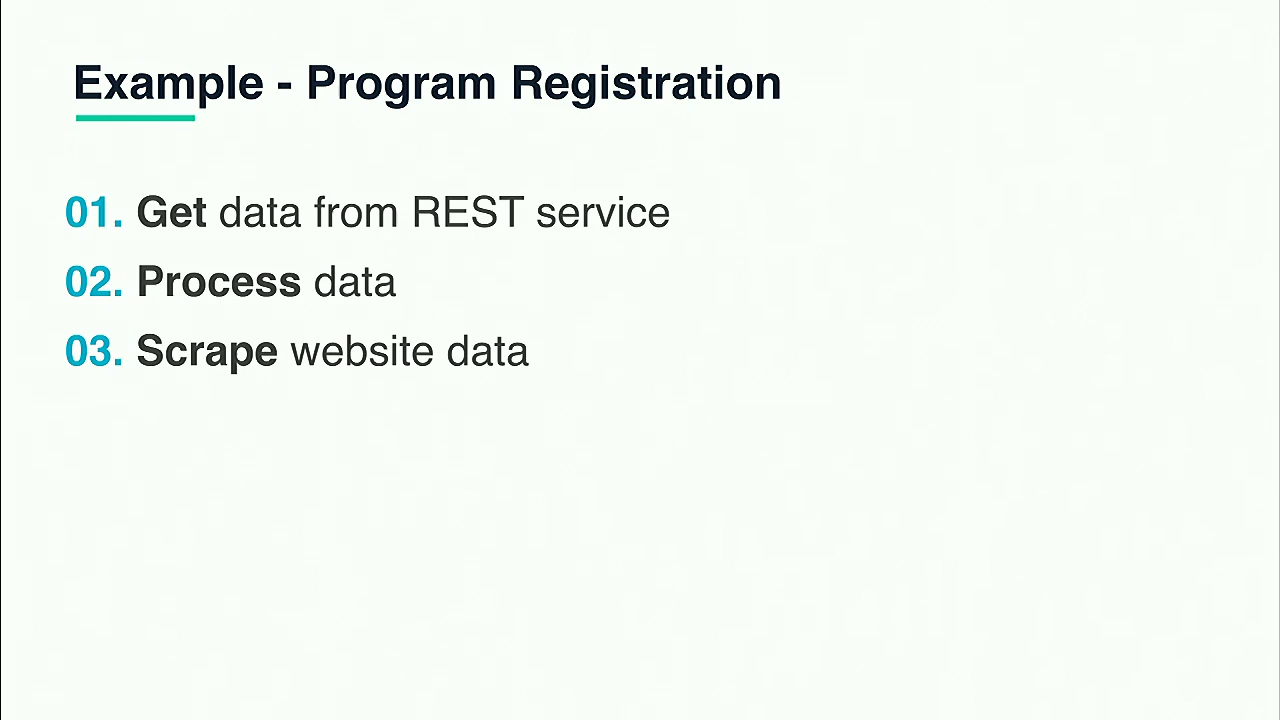 Example - Program Registration
01. Get data from REST service
02. Process data
03. Scrape website data